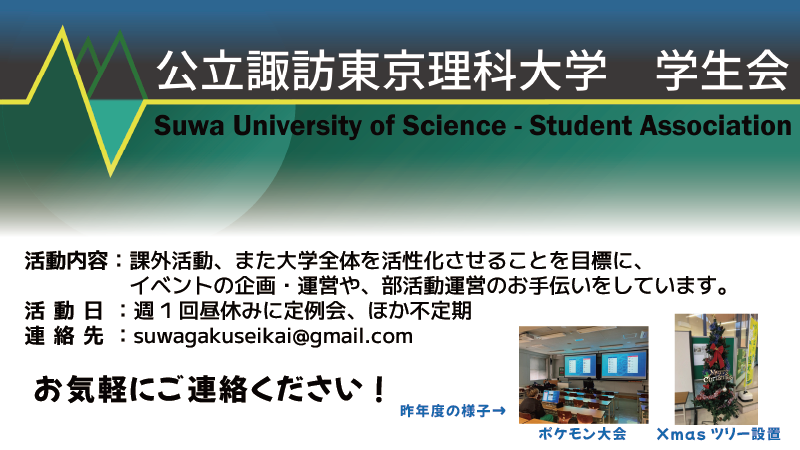 公立諏訪東京理科大学　学生会
Suwa University of Science - Student Association
活動内容：課外活動、また大学全体を活性化させることを目標に、
イベントの企画・運営や、部活動運営のお手伝いをしています。
活 動 日 ：週１回昼休みに定例会、ほか不定期
連 絡 先 ：suwagakuseikai@gmail.com
お気軽にご連絡ください！
昨年度の様子→
ポケモン大会
Xmas ツリー設置